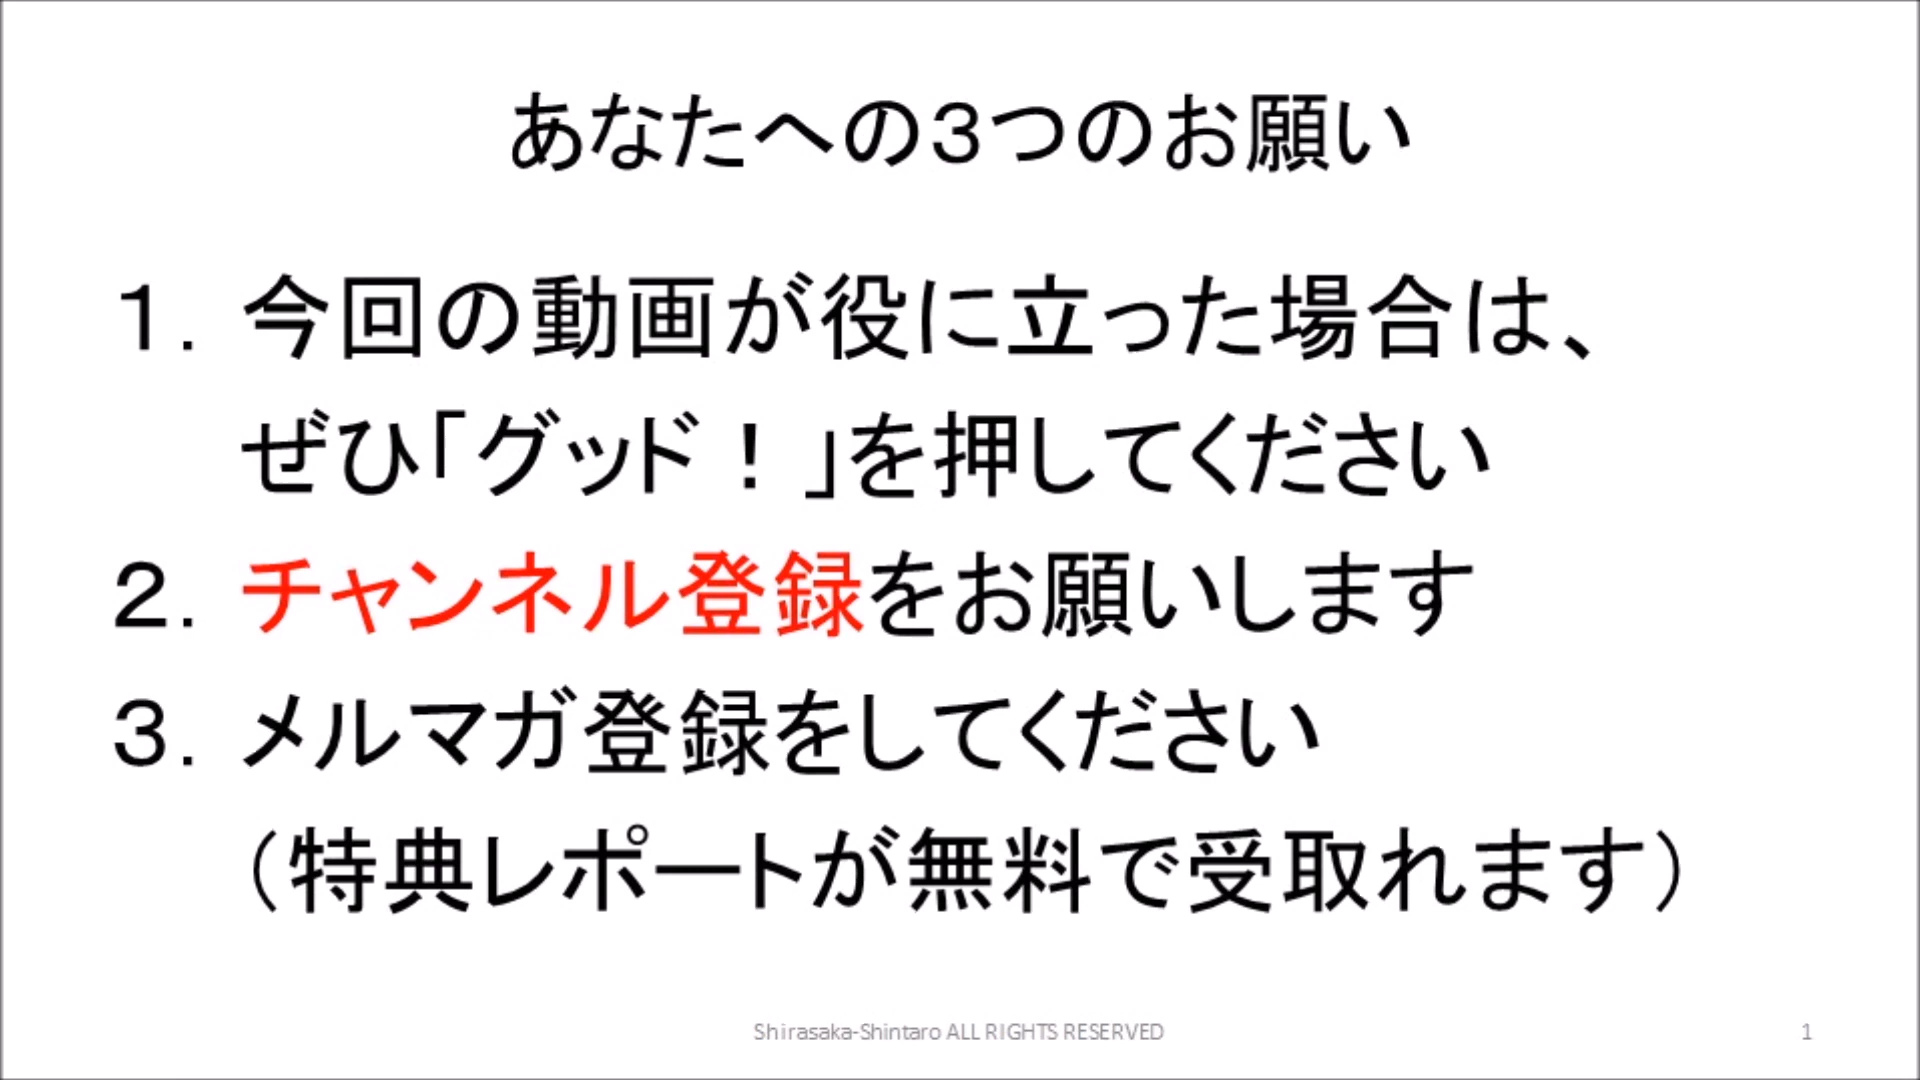 あなたへの3つのお願い
1. 今回の動画が役に立った場合は、
ぜひ「グッド！」を押してください
2. チャンネル登録をお願いします
3. メルマガ登録をしてください
（特典レポートが無料で受取れます）
Shirasaka-Shintaro ALL RIGHTS RESERVED
1